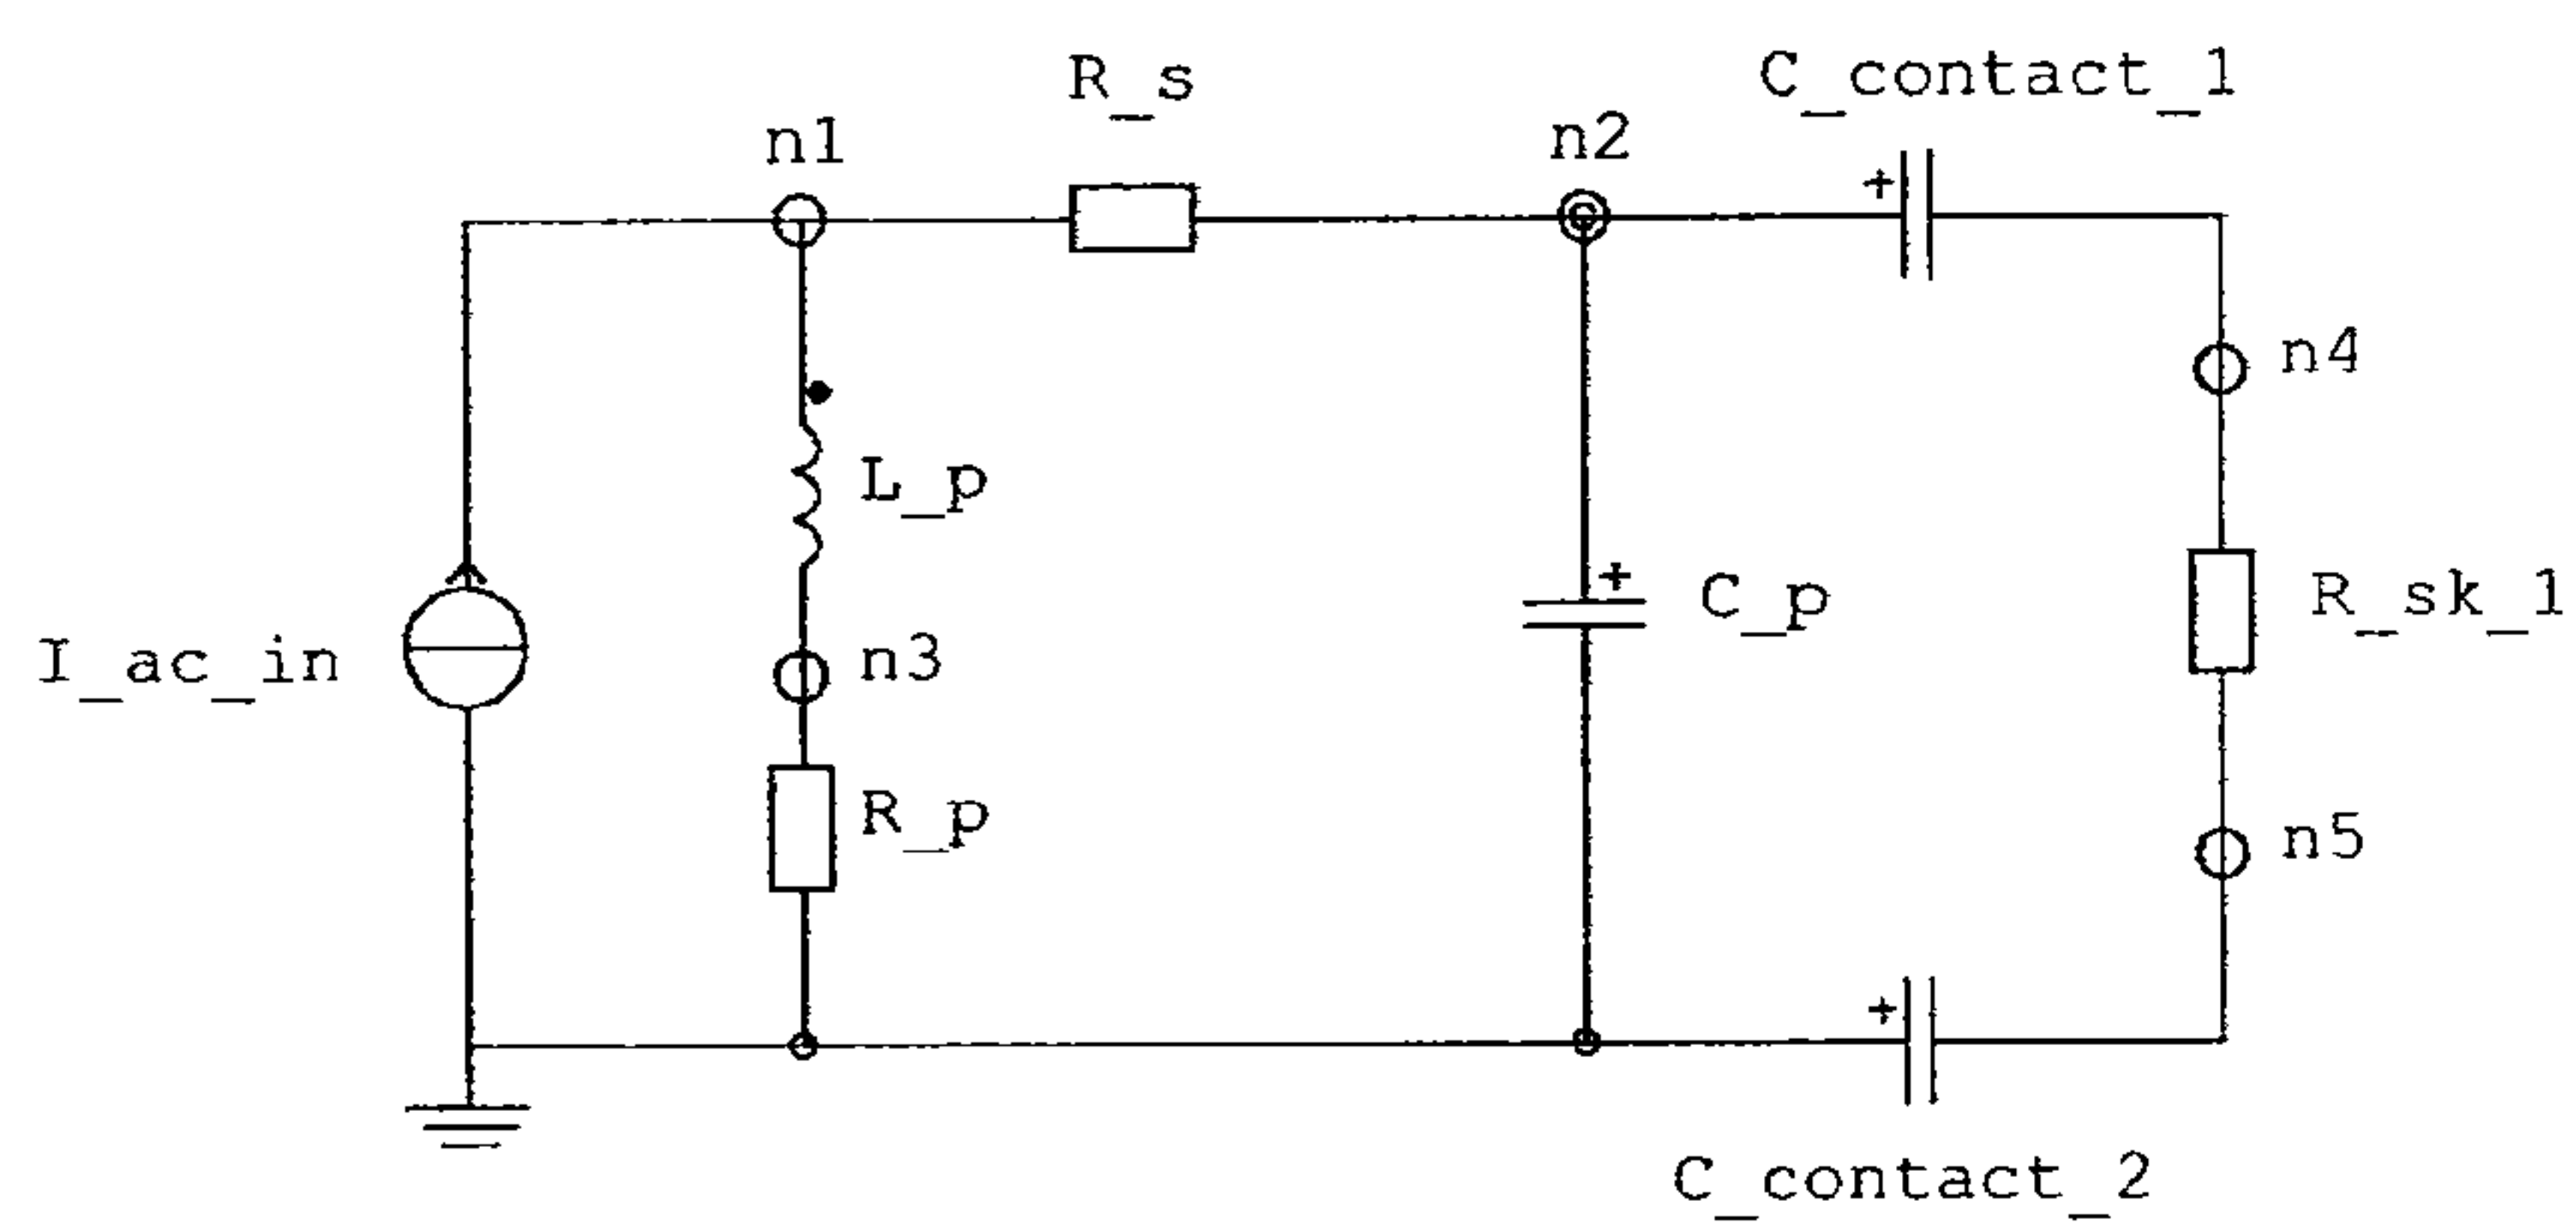 R_s
C_contact_1
n1
n2
+
n4
L_p
+
C_p
R_sk_1
I_ac_in
n3
R_p
n5
+
C_contact_2